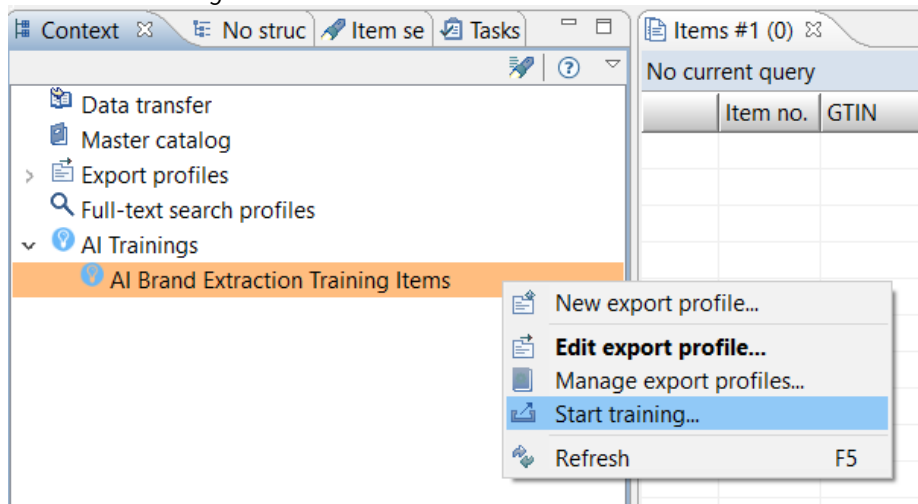 Context No struc Item se Tasks
Items #1 (0)
No current query
Item no. GTIN
Data transfer
Master catalog
Export profiles
Full-text search profiles
AI Trainings
AI Brand Extraction Training Items
New export profile...
Edit export profile...
Manage export profiles...
Start training...
Refresh F5